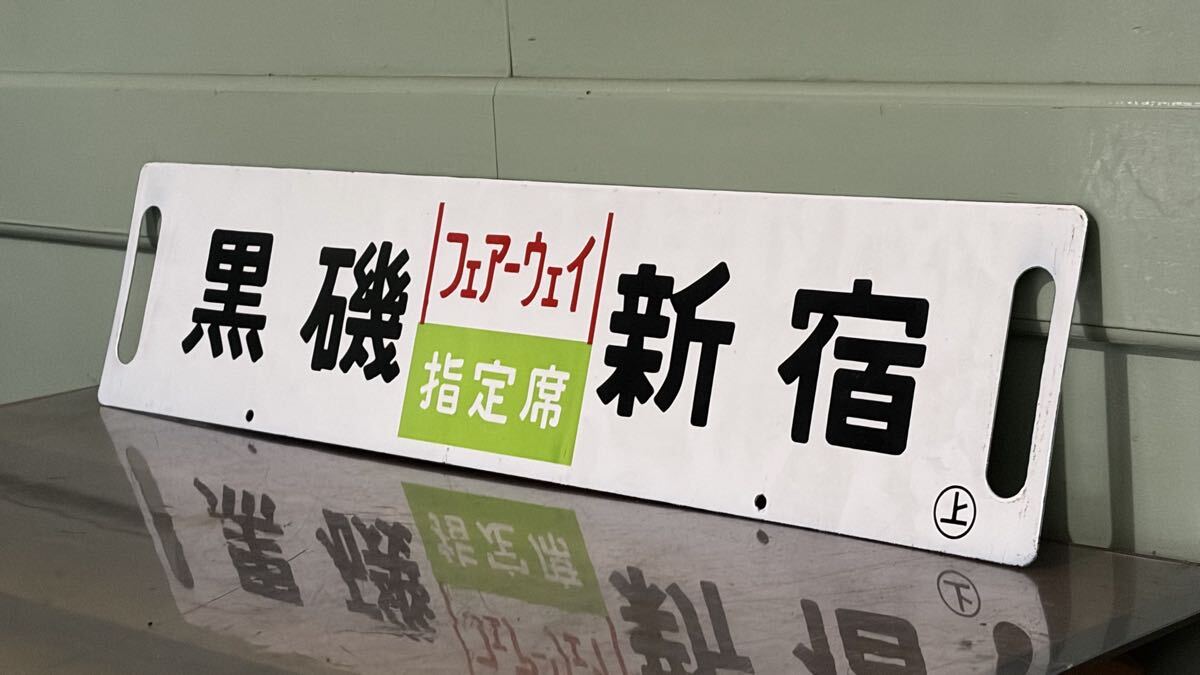 黒磯
フェアーウェイ
指定席
新宿
上